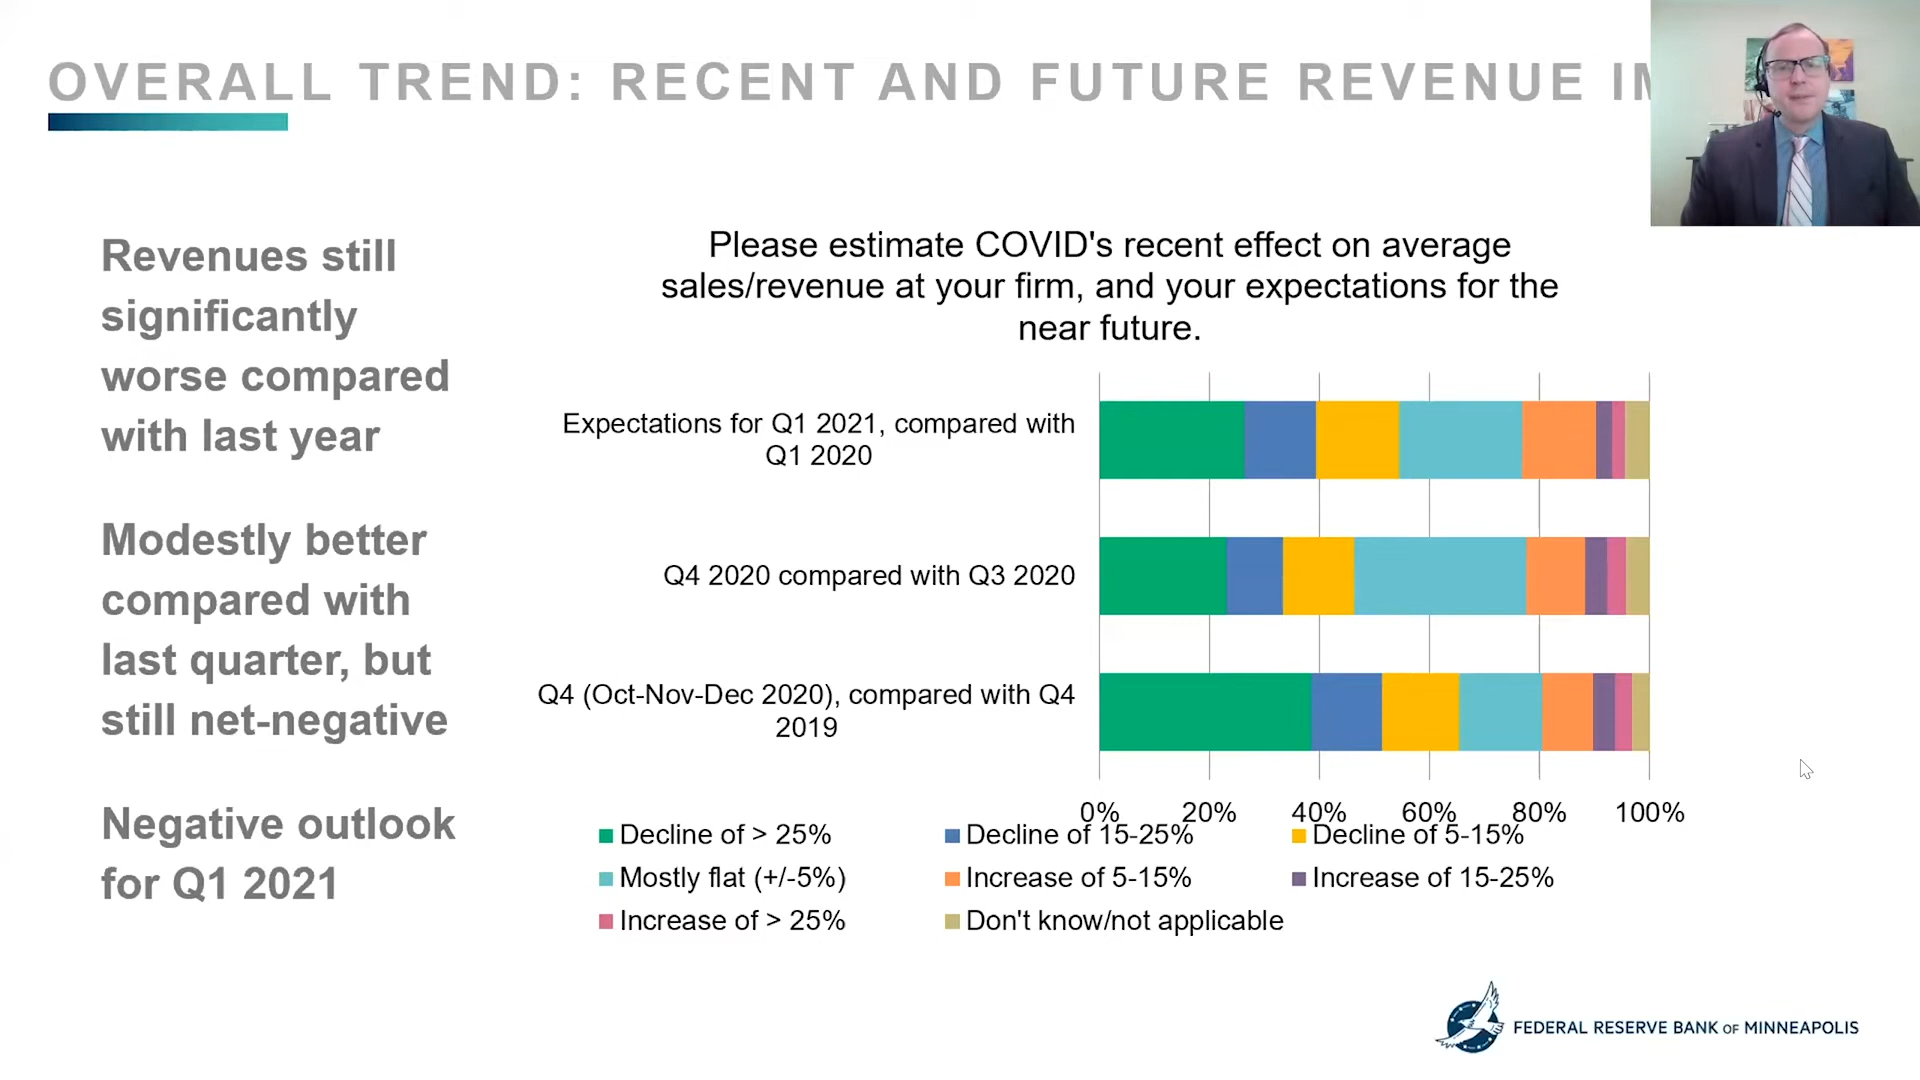 OVERALL TREND: RECENT AND FUTURE REVENUE
Revenues still
significantly
worse compared
with last year
Modestly better
compared with
last quarter, but
still net-negative
Negative outlook
for Q1 2021
Please estimate COVID's recent effect on average
sales/revenue at your firm, and your expectations for the
near future.
Expectations for Q1 2021, compared with
Q1 2020
Q4 2020 compared with Q3 2020
Q4 (Oct-Nov-Dec 2020), compared with Q4
2019
0% 20% 40% 60% 80% 100%
Decline of > 25% Decline of 15-25% Decline of 5-15%
Mostly flat (+/-5%) Increase of 5-15% Increase of 15-25%
Increase of > 25% Don't know/not applicable
FEDERAL RESERVE BANK OF MINNEAPOLIS